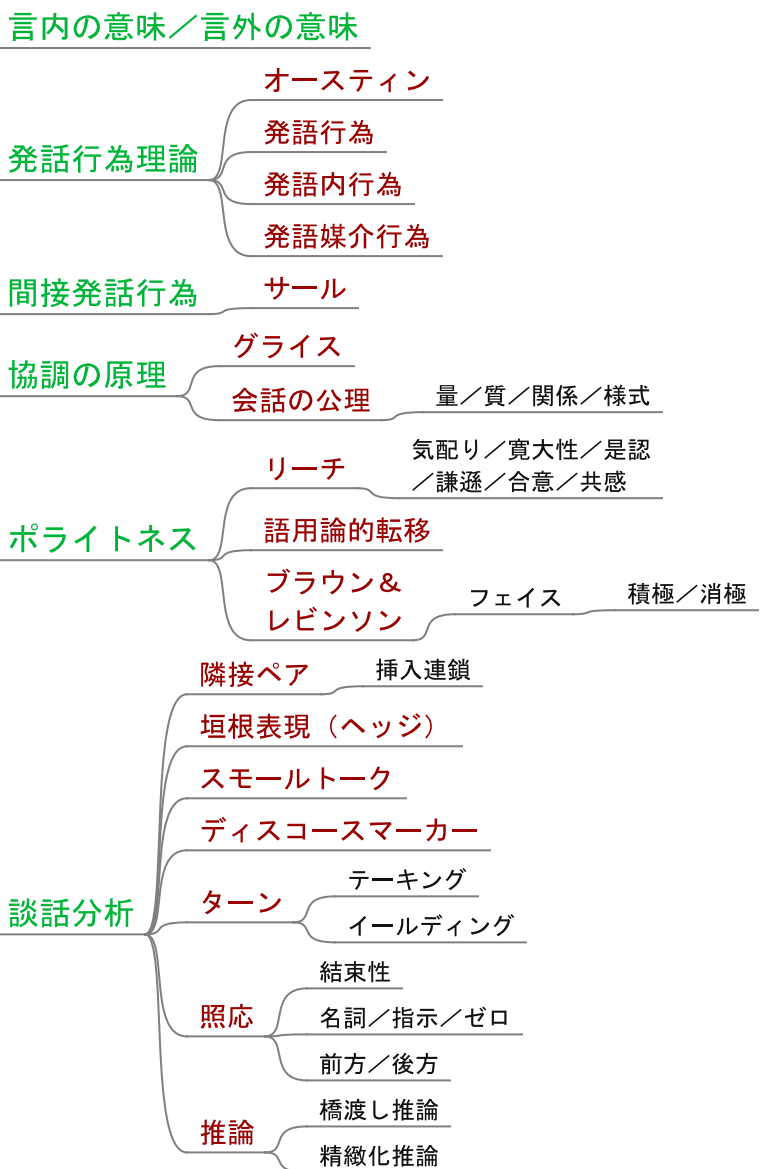 言内の意味／言外の意味
発話行為理論
オースティン
発語行為
発語内行為
発語媒介行為
間接発話行為
サール
協調の原理
グライス
会話の公理
量／質／関係／様式
ポライトネス
リーチ
気配り／寛大性／是認
／謙遜／合意／共感
語用論的転移
ブラウン＆
レビンソン
フェイス
積極／消極
談話分析
隣接ペア
挿入連鎖
垣根表現（ヘッジ）
スモールトーク
ディスコースマーカー
ターン
テーキング
イールディング
照応
結束性
名詞／指示／ゼロ
前方／後方
推論
橋渡し推論
精緻化推論